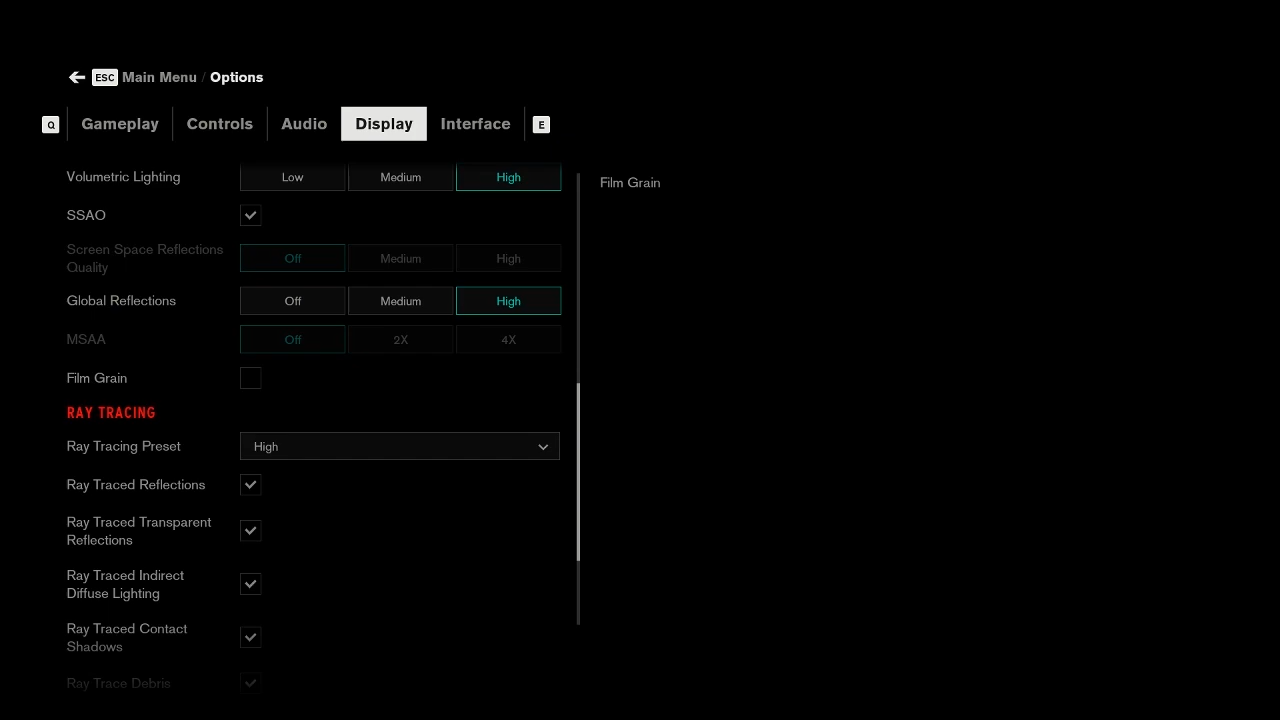 ESC Main Menu / Options
Q Gameplay Controls Audio Display Interface E
Volumetric Lighting Low Medium High
Film Grain
SSAO
Screen Space Reflections
Quality Off Medium High
Global Reflections Off Medium High
MSAA Off 2X 4X
Film Grain
RAY TRACING
Ray Tracing Preset High
Ray Traced Reflections
Ray Traced Transparent
Reflections
Ray Traced Indirect
Diffuse Lighting
Ray Traced Contact
Shadows
Ray Trace Debris